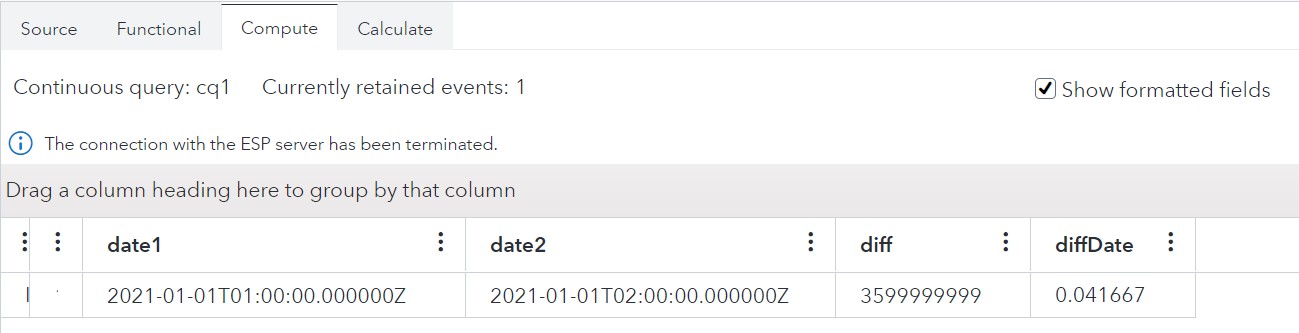 Source Functional Compute Calculate
Continuous query: cq1 Currently retained events: 1 Show formatted fields
The connection with the ESP server has been terminated.
Drag a column heading here to group by that column
date1 date2 diff diffDate
2021-01-01T01:00:00.000000Z 2021-01-01T02:00:00.000000Z 3599999999 0.041667